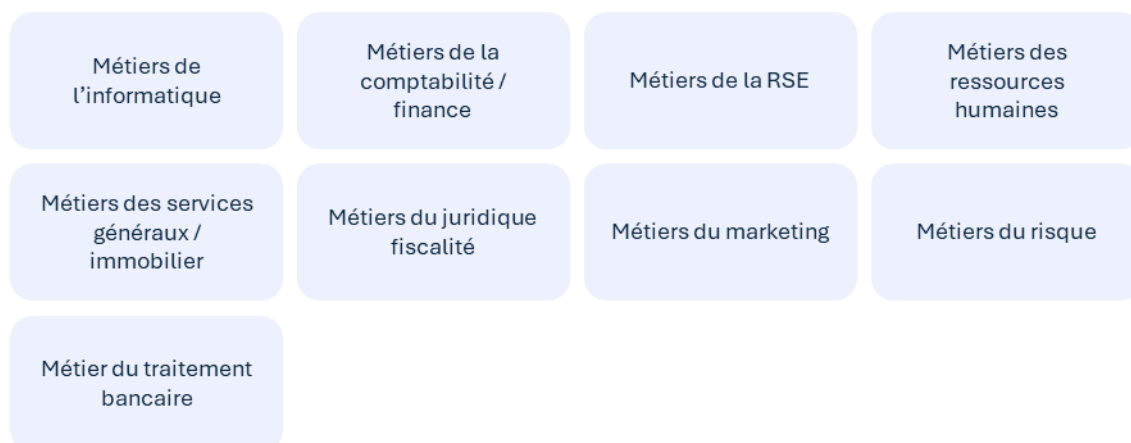 Métiers de
l’informatique
Métiers de la
comptabilité /
finance
Métiers de la RSE
Métiers des
ressources
humaines
Métiers des services
généraux /
immobilier
Métiers du juridique
fiscalité
Métiers du marketing
Métiers du risque
Métier du traitement
bancaire